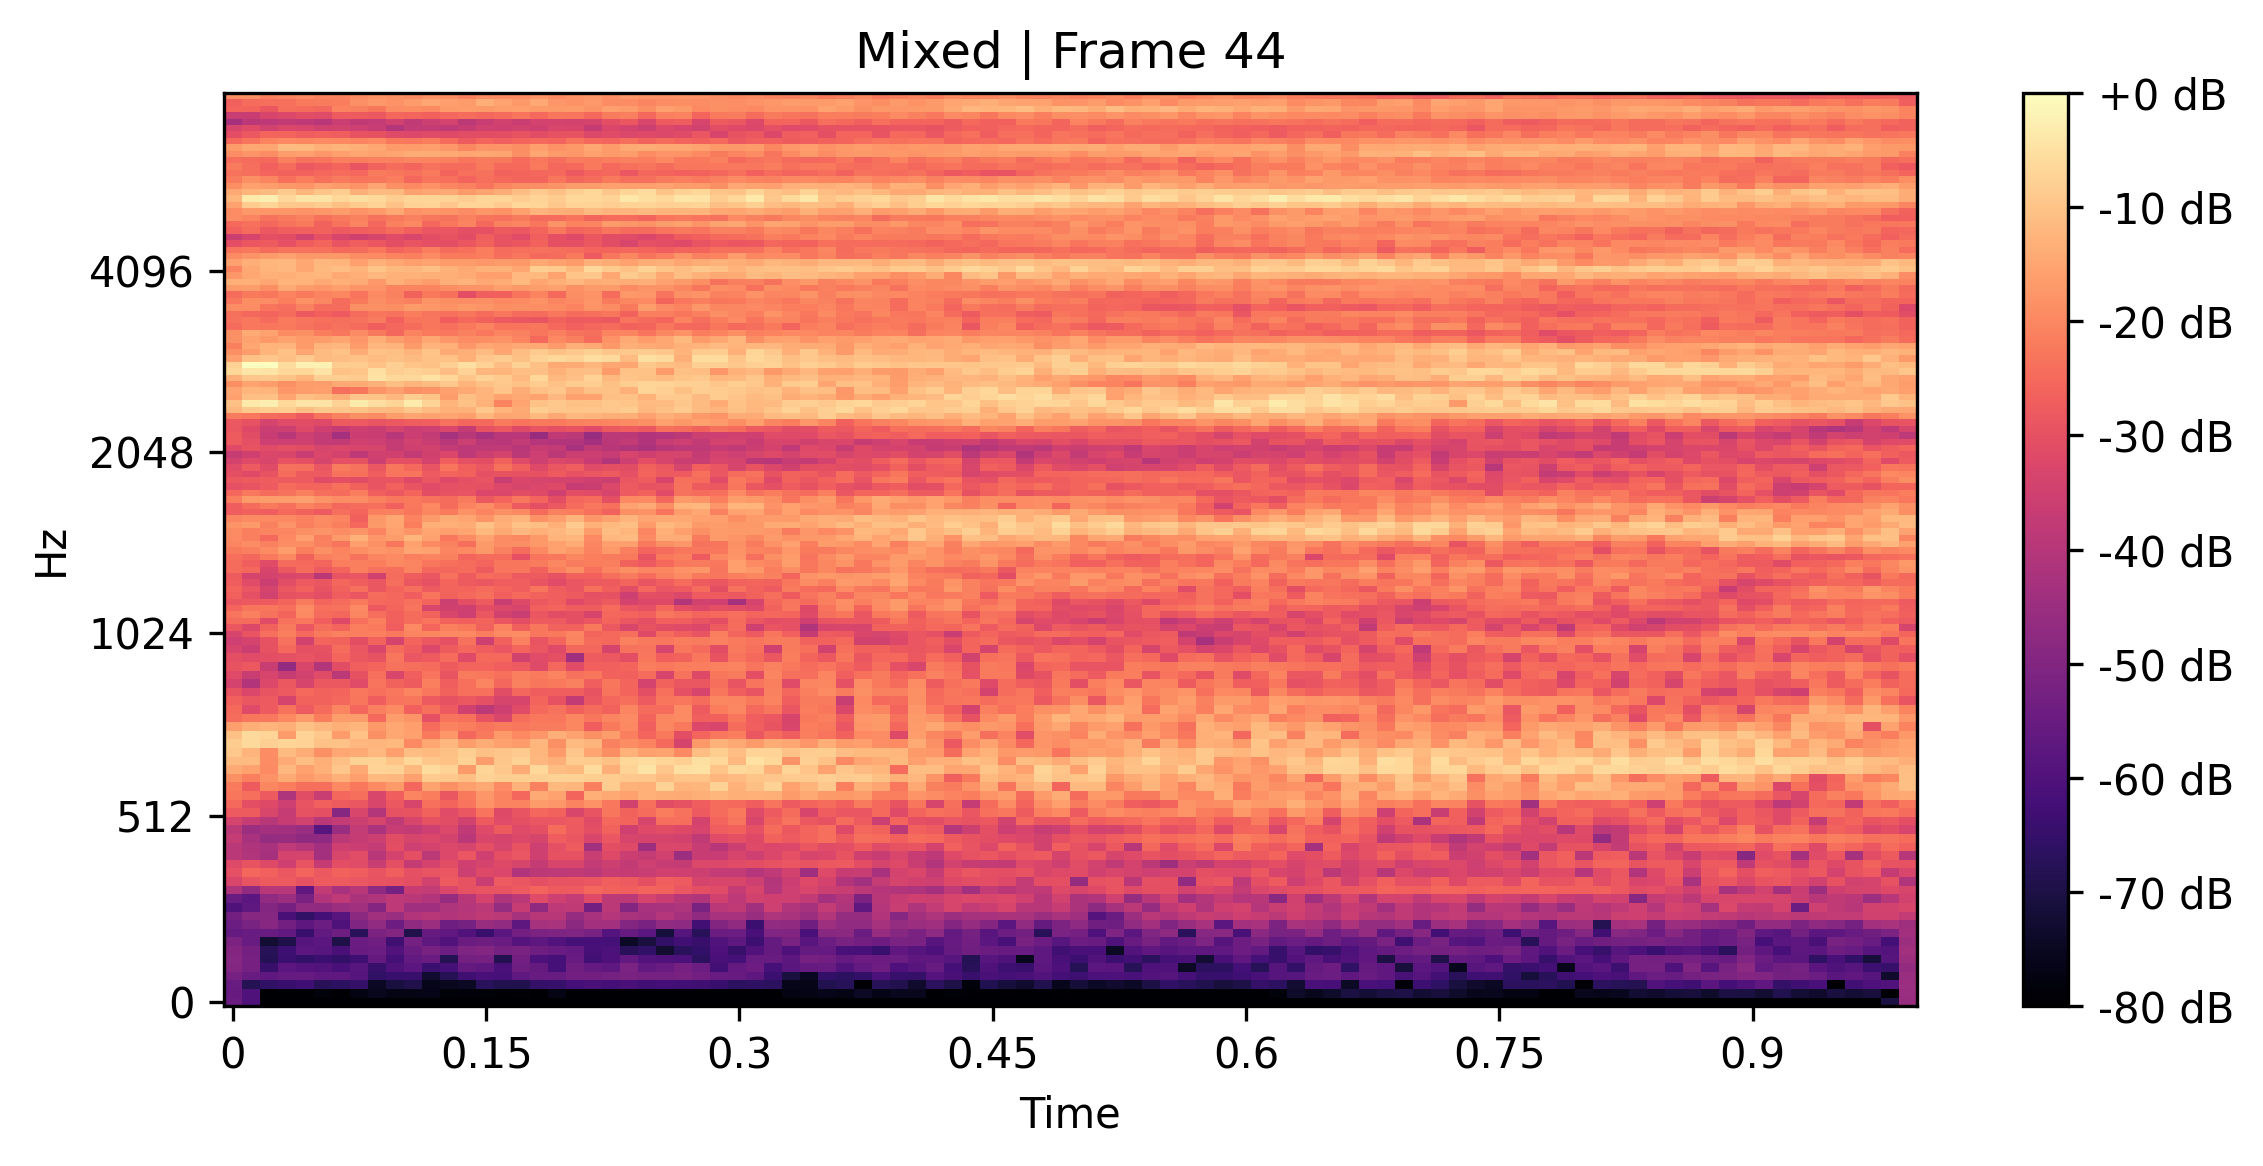 Mixed | Frame 44
+0 dB
-10 dB
-20 dB
-30 dB
-40 dB
-50 dB
-60 dB
-70 dB
-80 dB
Hz
4096
2048
1024
512
0
0 0.15 0.3 0.45 0.6 0.75 0.9
Time